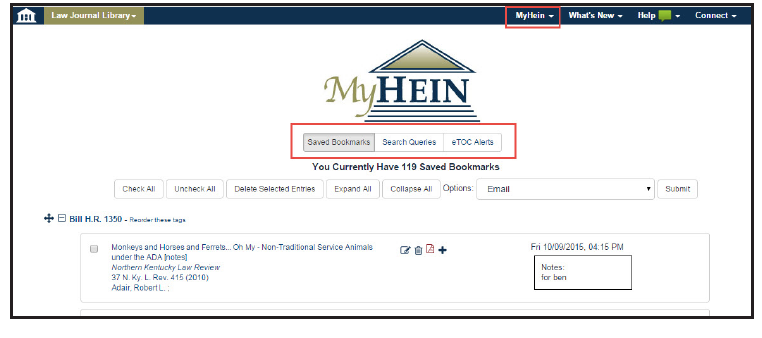 Law Journal Library
MyHein
What's New
Help
Connect
MyHEIN
Saved Bookmarks
Search Queries
eTOC Alerts
You Currently Have 119 Saved Bookmarks
Check All
Uncheck All
Delete Selected Entries
Expand All
Collapse All
Options:
Email
Submit
Bill H.R. 1350 - Reorder these tags
Monkeys and Horses and Ferrets... Oh My - Non-Traditional Service Animals
under the ADA [notes]
Northern Kentucky Law Review
37 N. Ky. L. Rev. 415 (2010)
Adair, Robert L. ;
Fri 10/09/2015, 04:15 PM
Notes:
for ben